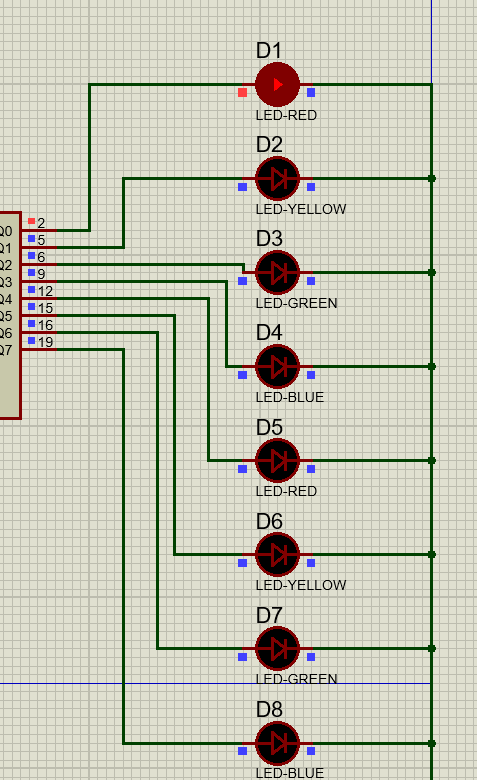 D1
LED-RED
D2
LED-YELLOW
Q0 2
Q1 5
Q2 6
D3
Q3 9
Q4 12
LED-GREEN
Q5 15
Q6 16
D4
Q7 19
LED-BLUE
D5
LED-RED
D6
LED-YELLOW
D7
LED-GREEN
D8
LED-BLUE